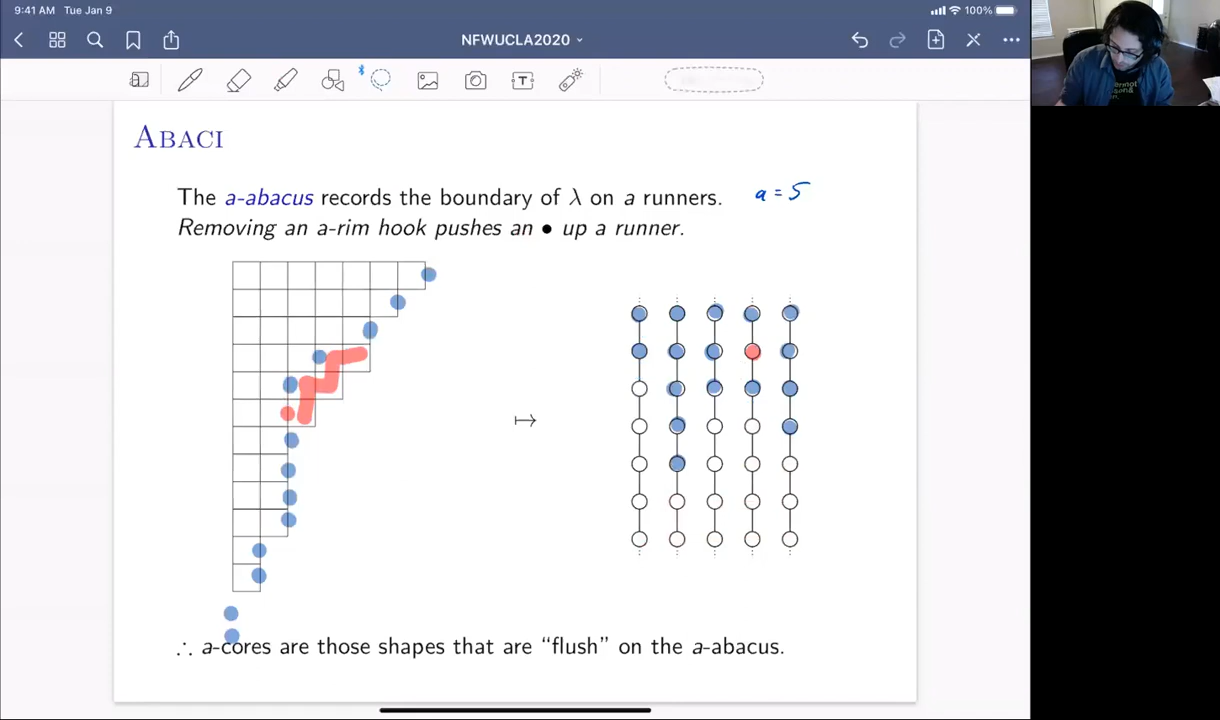 9:41 AM Tue Jan 9
100%
NFWUCLA2020
ABACI
The a-abacus records the boundary of λ on a runners. a = 5
Removing an a-rim hook pushes an • up a runner.
↦
∴ a-cores are those shapes that are “flush” on the a-abacus.